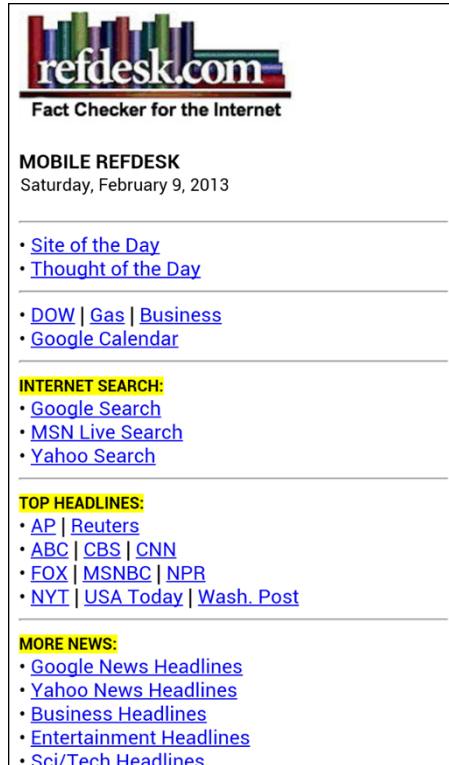 refdesk.com
Fact Checker for the Internet
MOBILE REFDESK
Saturday, February 9, 2013
• Site of the Day
• Thought of the Day
• DOW | Gas | Business
• Google Calendar
INTERNET SEARCH:
• Google Search
• MSN Live Search
• Yahoo Search
TOP HEADLINES:
• AP | Reuters
• ABC | CBS | CNN
• FOX | MSNBC | NPR
• NYT | USA Today | Wash. Post
MORE NEWS:
• Google News Headlines
• Yahoo News Headlines
• Business Headlines
• Entertainment Headlines
• Sci/Tech Headlines